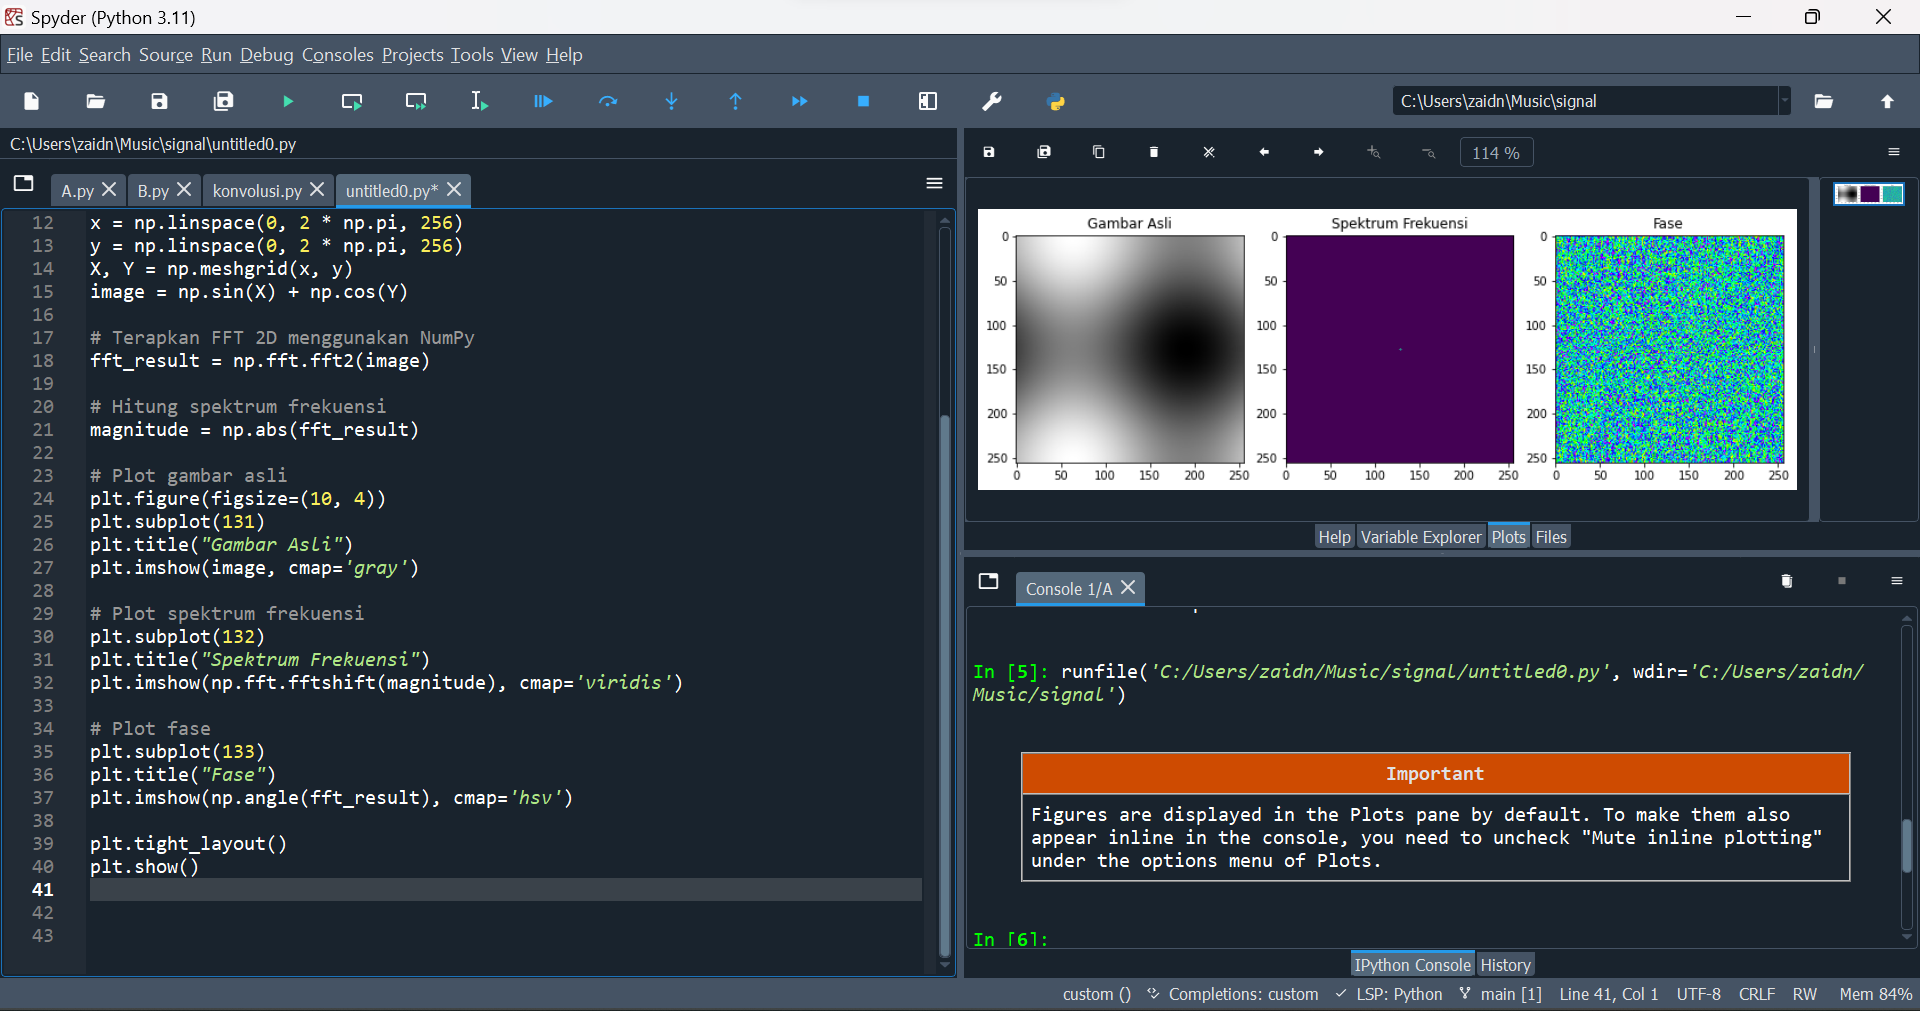 Spyder (Python 3.11)
File Edit Search Source Run Debug Consoles Projects Tools View Help
C:\Users\zaidn\Music\signal
C:\Users\zaidn\Music\signal\untitled0.py
A.py B.py konvolusi.py untitled0.py*
12 x = np.linspace(0, 2 * np.pi, 256)
13 y = np.linspace(0, 2 * np.pi, 256)
14 X, Y = np.meshgrid(x, y)
15 image = np.sin(X) + np.cos(Y)
16
17 # Terapkan FFT 2D menggunakan NumPy
18 fft_result = np.fft.fft2(image)
19
20 # Hitung spektrum frekuensi
21 magnitude = np.abs(fft_result)
22
23 # Plot gambar asli
24 plt.figure(figsize=(10, 4))
25 plt.subplot(131)
26 plt.title("Gambar Asli")
27 plt.imshow(image, cmap='gray')
28
29 # Plot spektrum frekuensi
30 plt.subplot(132)
31 plt.title("Spektrum Frekuensi")
32 plt.imshow(np.fft.fftshift(magnitude), cmap='viridis')
33
34 # Plot fase
35 plt.subplot(133)
36 plt.title("Fase")
37 plt.imshow(np.angle(fft_result), cmap='hsv')
38
39 plt.tight_layout()
40 plt.show()
41
42
43
114 %
Gambar Asli
0
50
100
150
200
250
0 50 100 150 200 250
Spektrum Frekuensi
0
50
100
150
200
250
0 50 100 150 200 250
Fase
0
50
100
150
200
250
0 50 100 150 200 250
Help Variable Explorer Plots Files
Console 1/A
In [5]: runfile('C:/Users/zaidn/Music/signal/untitled0.py', wdir='C:/Users/zaidn/
Music/signal')
Important
Figures are displayed in the Plots pane by default. To make them also
appear inline in the console, you need to uncheck "Mute inline plotting"
under the options menu of Plots.
In [6]:
IPython Console History
custom () Completions: custom LSP: Python main [1] Line 41, Col 1 UTF-8 CRLF RW Mem 84%